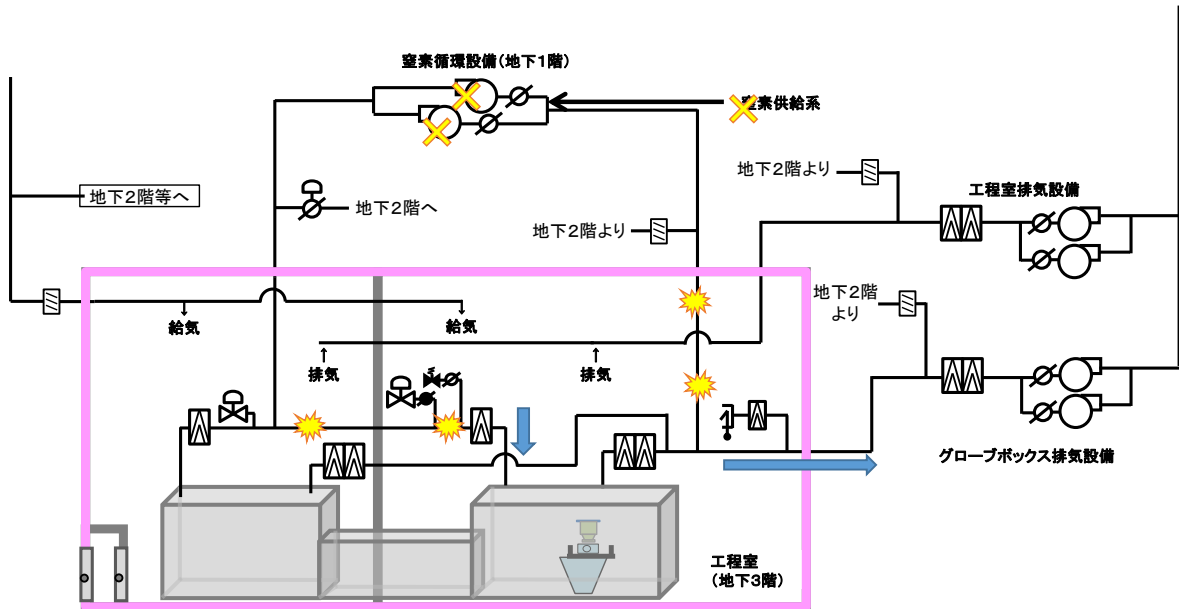 窒素循環設備(地下1階)
窒素供給系
地下2階より
工程室排気設備
地下2階等へ
地下2階へ
地下2階より
地下2階
より
給気
給気
排気
排気
グローブボックス排気設備
工程室
(地下3階)